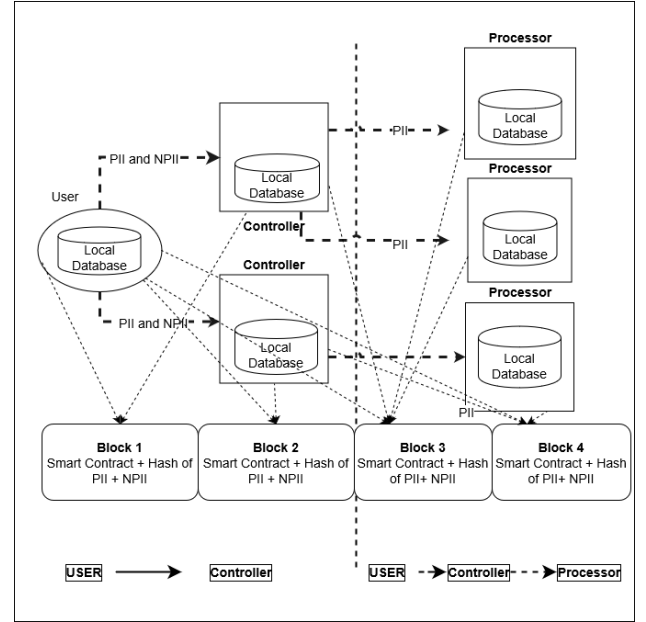 Processor
Local
Database
PII
PII and NPII
Local
Database
User
Controller
Processor
Local
Database
PII
Local
Database
Controller
PII and NPII
Local
Database
Processor
Local
Database
PII
Block 1
Smart Contract + Hash of
PII + NPII
Block 2
Smart Contract + Hash of
PII + NPII
Block 3
Smart Contract + Hash
of PII+ NPII
Block 4
Smart Contract + Hash
of PII+ NPII
USER
Controller
USER
Controller
Processor